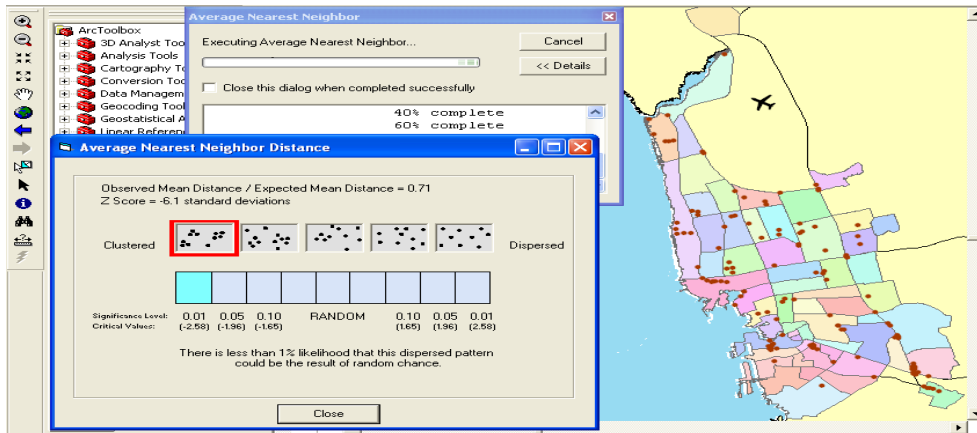 ArcToolbox
3D Analyst Too
Analysis Tools
Cartography To
Conversion Too
Data Managem
Geocoding Tool
Geostatistical A
Linear Referen
Average Nearest Neighbor
Executing Average Nearest Neighbor...
Cancel
<< Details
Close this dialog when completed successfully
40% complete
60% complete
Average Nearest Neighbor Distance
Observed Mean Distance / Expected Mean Distance = 0.71
Z Score = -6.1 standard deviations
Clustered Dispersed
Significance Level: 0.01 0.05 0.10 RANDOM 0.10 0.05 0.01
Critical Values: (-2.58) (-1.96) (-1.65) (1.65) (1.96) (2.58)
There is less than 1% likelihood that this dispersed pattern
could be the result of random chance.
Close